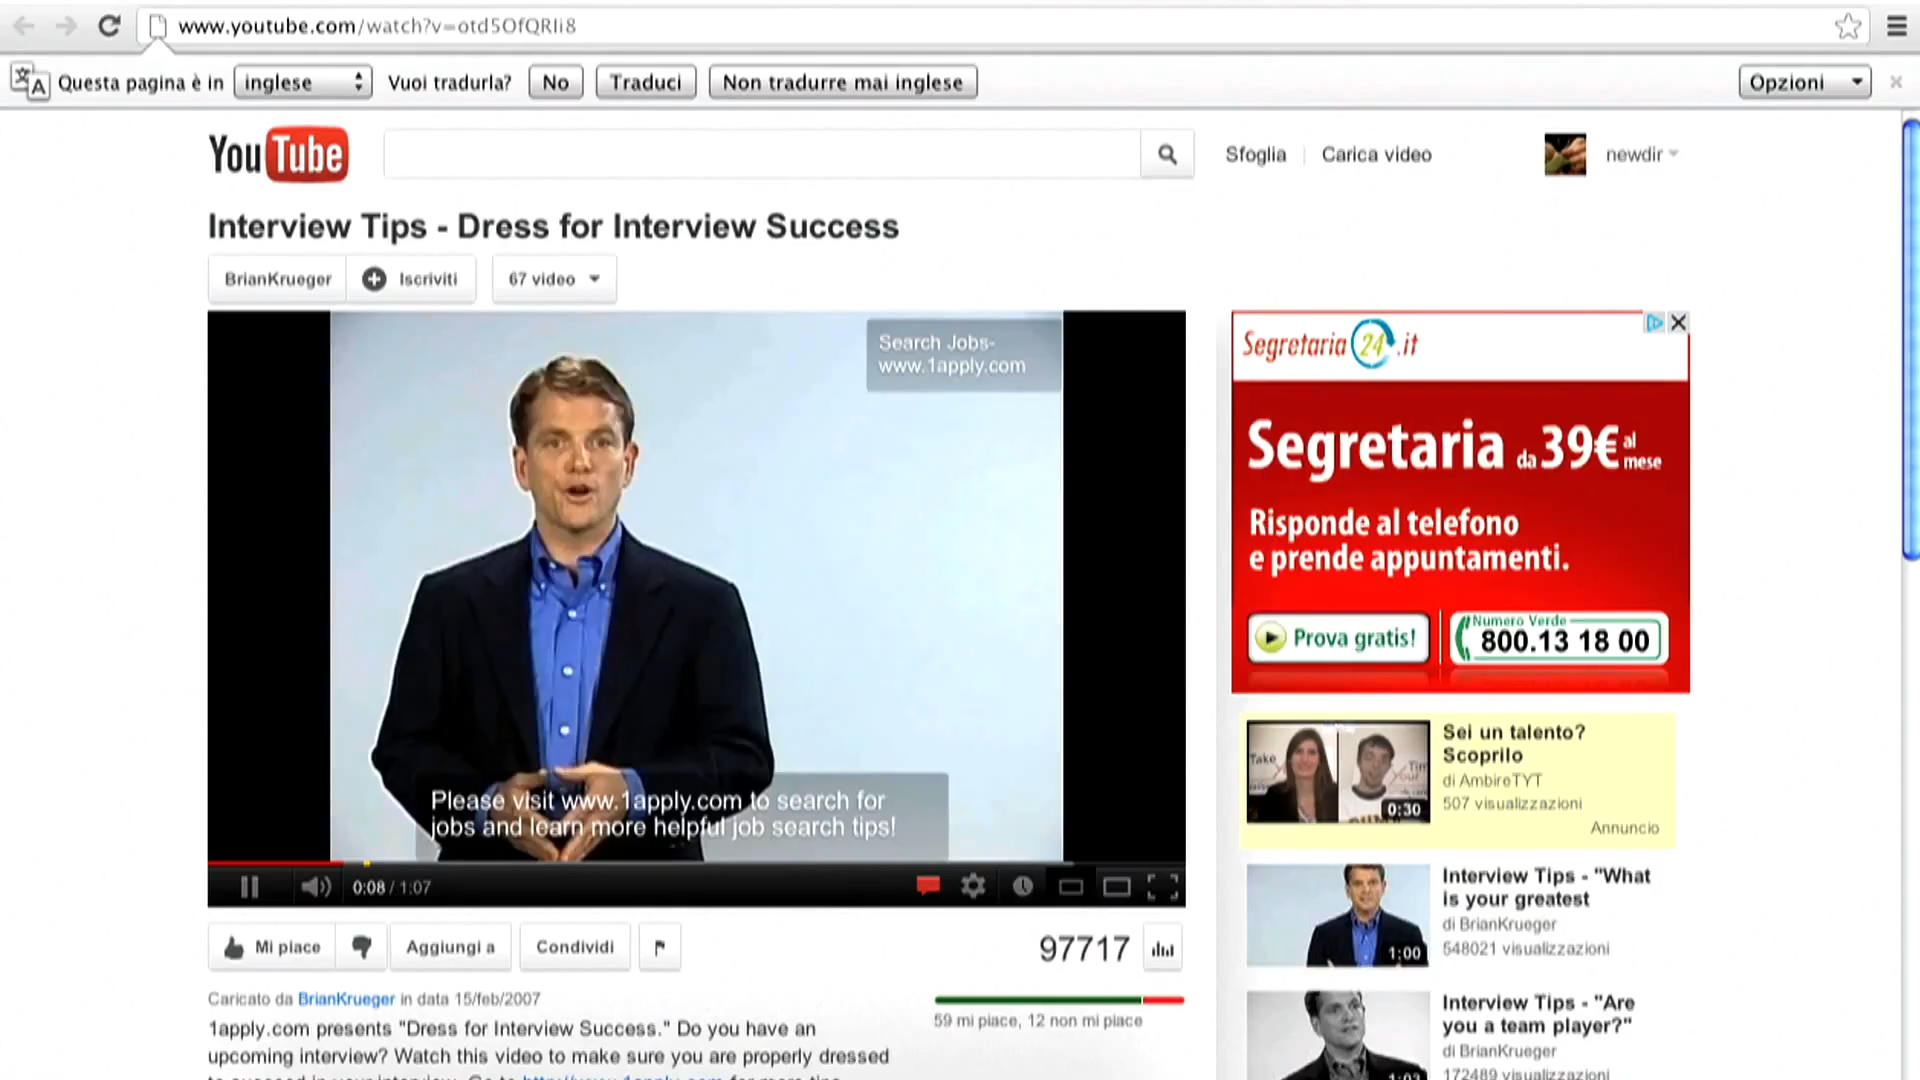 www.youtube.com/watch?v=otd5OfQRIi8
Questa pagina è in inglese Vuoi tradurla? No Traduci Non tradurre mai inglese Opzioni
YouTube Sfoglia Carica video newdir
Interview Tips - Dress for Interview Success
BrianKrueger Iscriviti 67 video
Search Jobs-
www.1apply.com
Please visit www.1apply.com to search for
jobs and learn more helpful job search tips!
0:08 / 1:07
Mi piace Aggiungi a Condividi 97717
Caricato da BrianKrueger in data 15/feb/2007
59 mi piace, 12 non mi piace
1apply.com presents "Dress for Interview Success." Do you have an
upcoming interview? Watch this video to make sure you are properly dressed
Segretaria 24.it
Segretaria da 39€ al mese
Risponde al telefono
e prende appuntamenti.
Prova gratis! Numero Verde
800.13 18 00
Sei un talento?
Scoprilo
di AmbireTYT
507 visualizzazioni
0:30
Annuncio
Interview Tips - "What
is your greatest
di BrianKrueger
548021 visualizzazioni
1:00
Interview Tips - "Are
you a team player?"
di BrianKrueger
172489 visualizzazioni